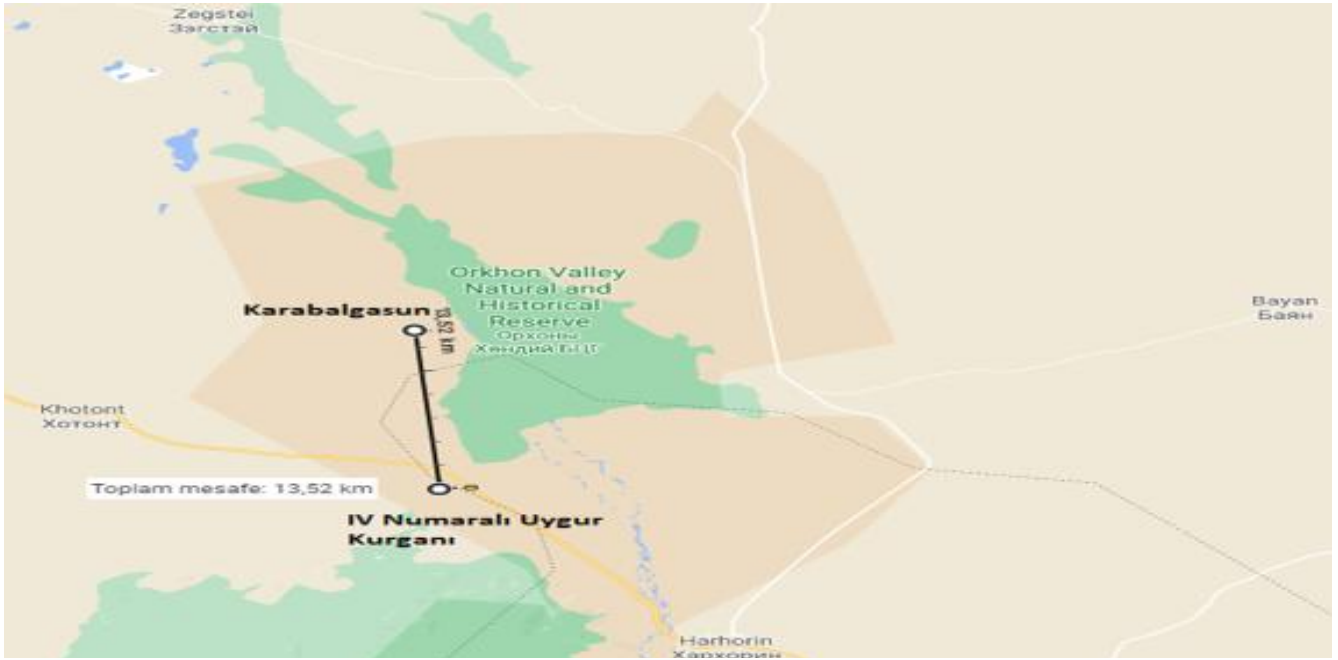 Zegstei
Загстай
Orkhon Valley
Natural and
Historical
Reserve
Орхоны
Хөндий БЦГ
Karabalgasun
13,52 km
Bayan
Баян
Khotont
Хотонт
Toplam mesafe: 13,52 km
IV Numaralı Uygur
Kurganı
Harhorin
Хархорин